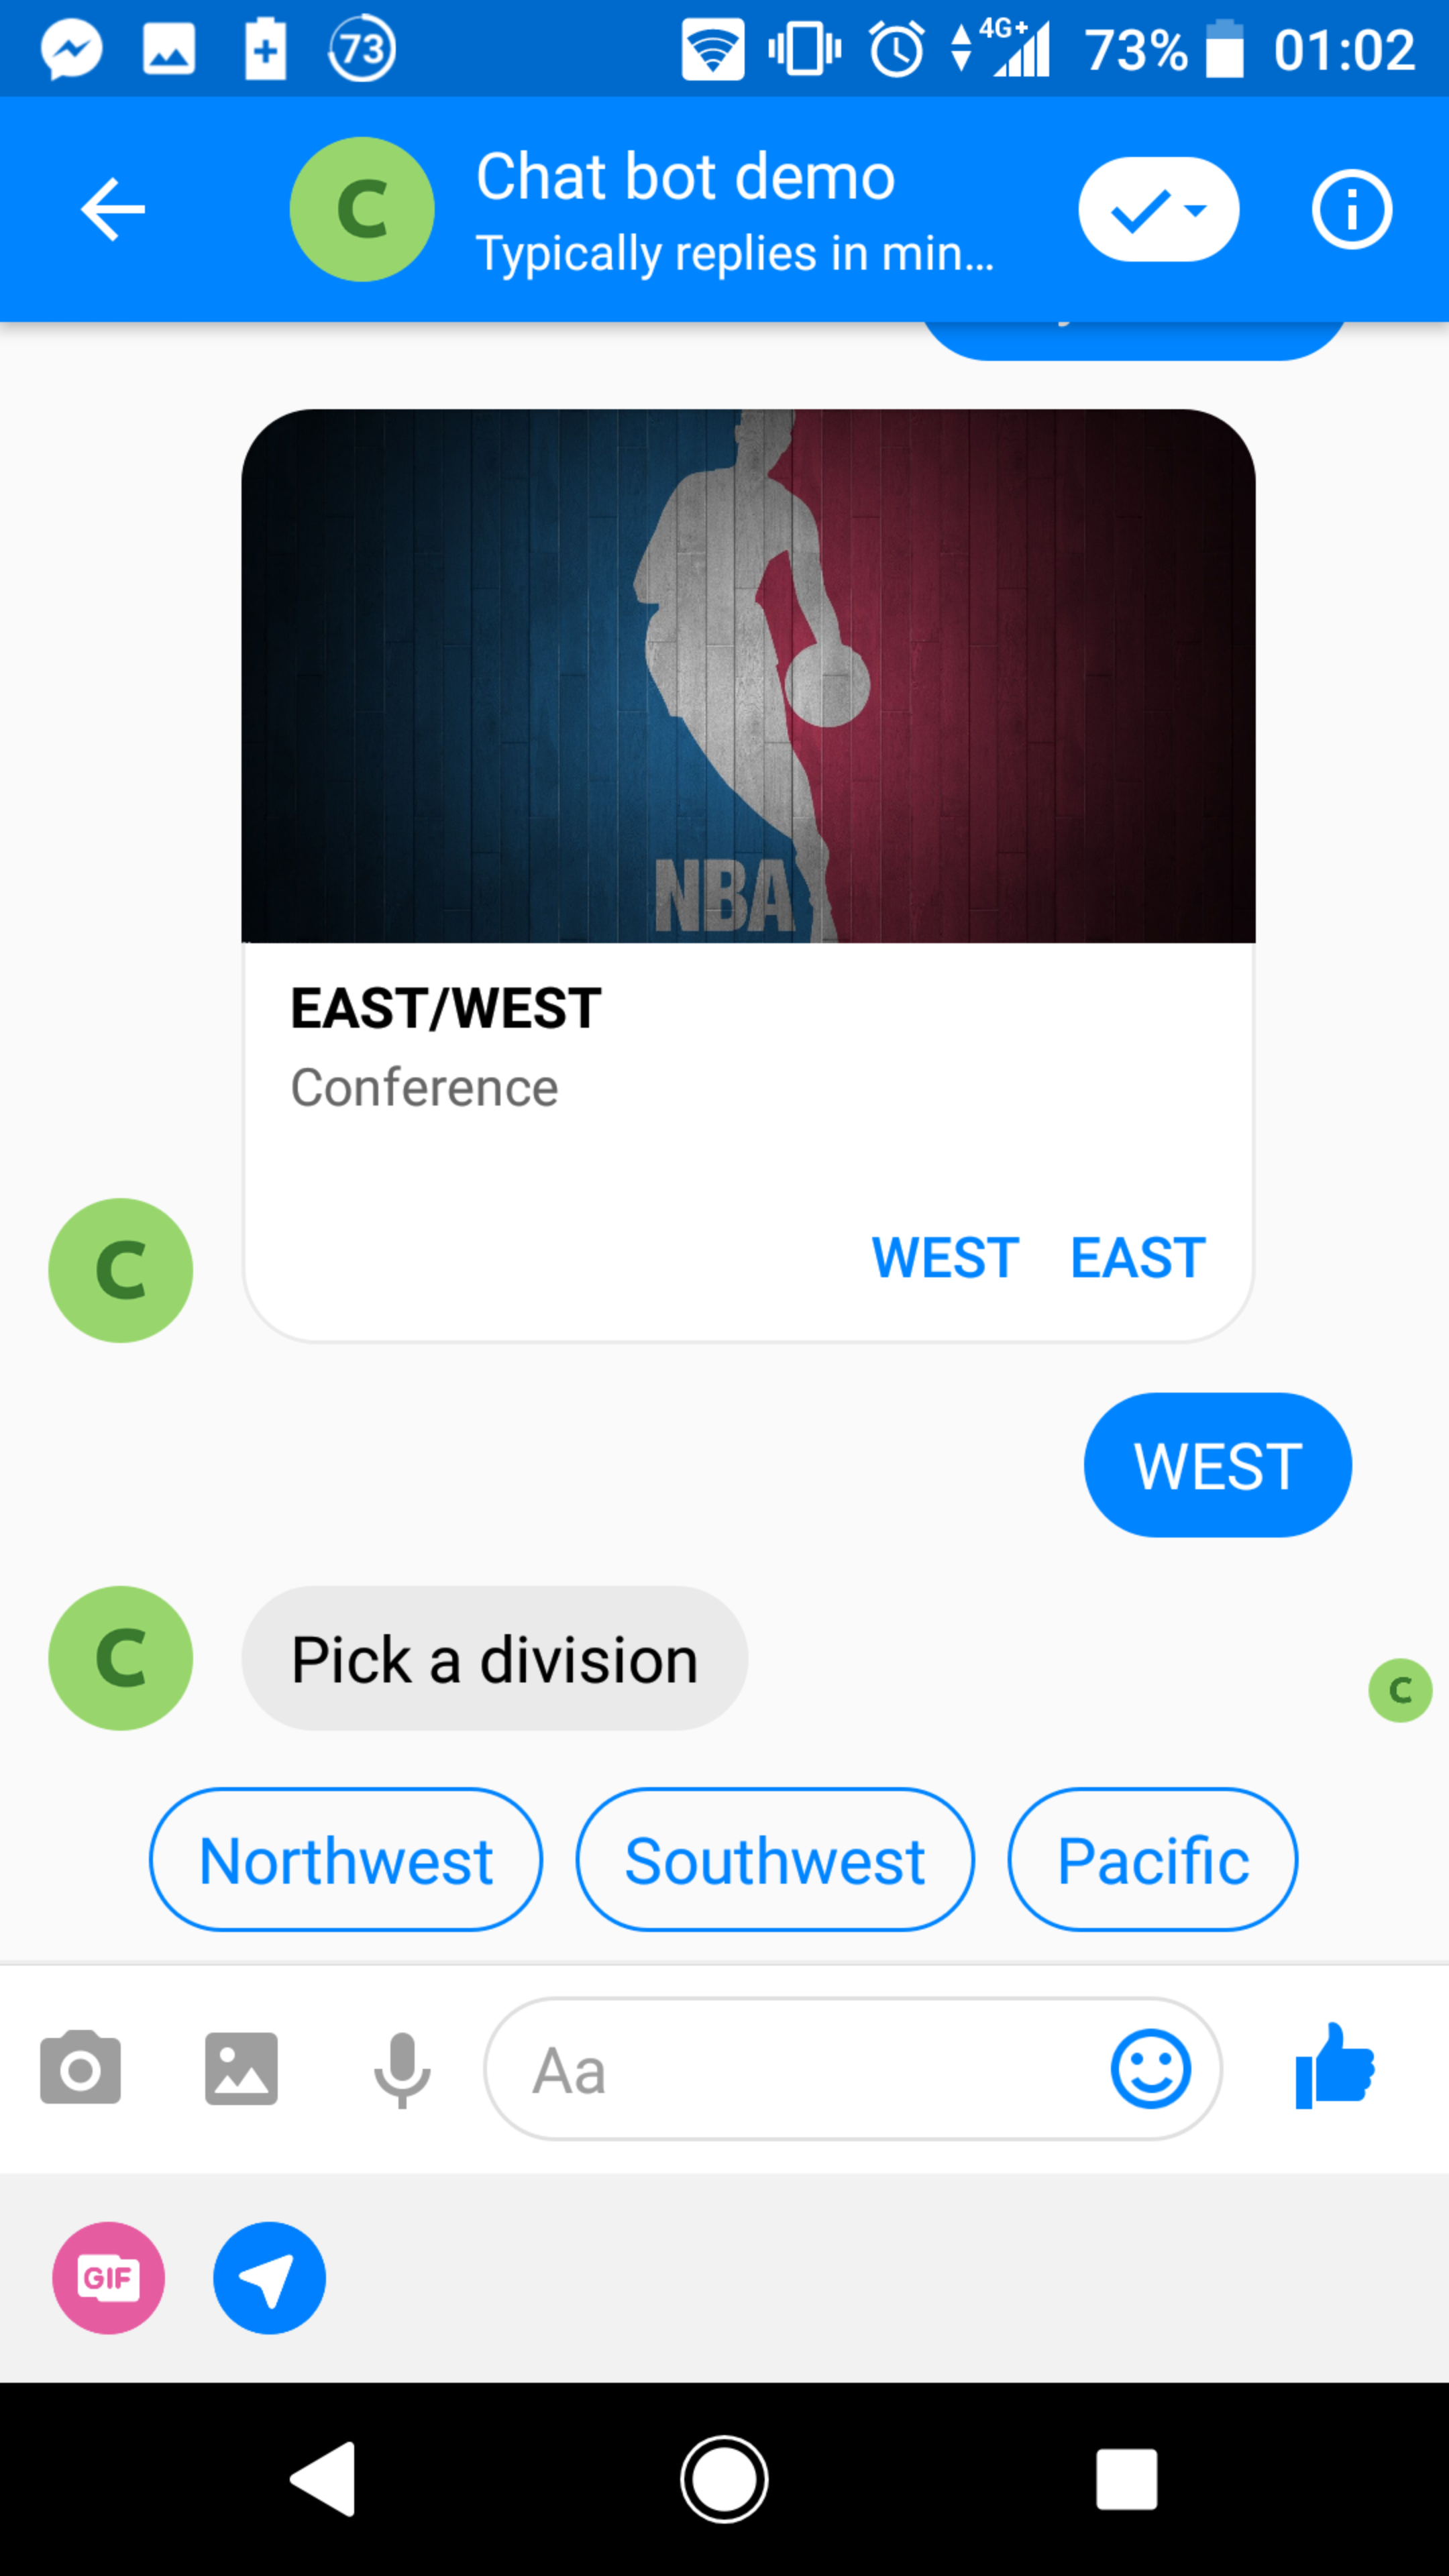 73 4G+ 73% 01:02
C Chat bot demo
Typically replies in min...
NBA
EAST/WEST
Conference
WEST EAST
C
WEST
C Pick a division
C
Northwest Southwest Pacific
Aa
GIF